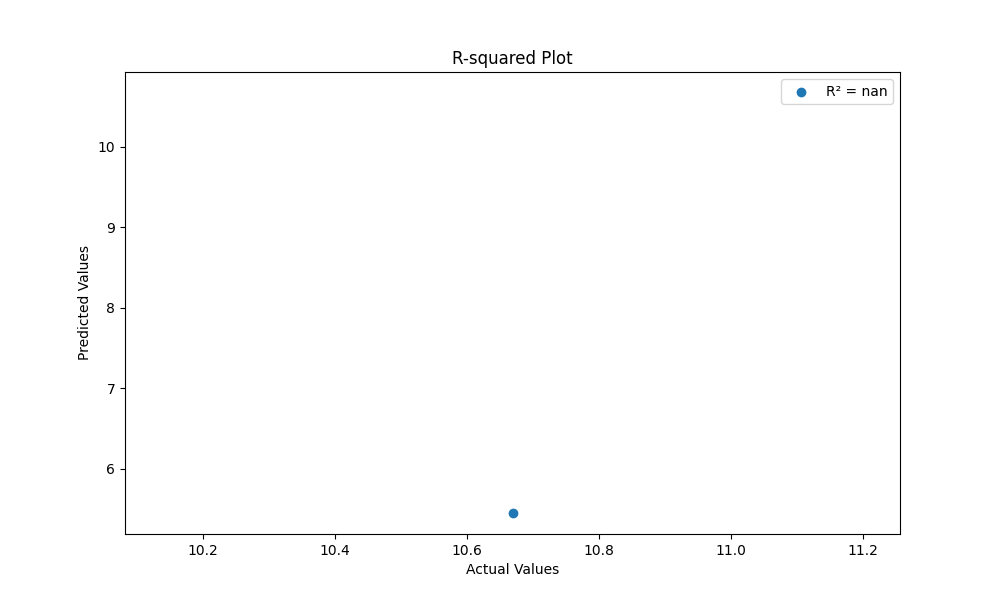 R-squared Plot
R² = nan
Predicted Values
10
9
8
7
6
10.2 10.4 10.6 10.8 11.0 11.2
Actual Values